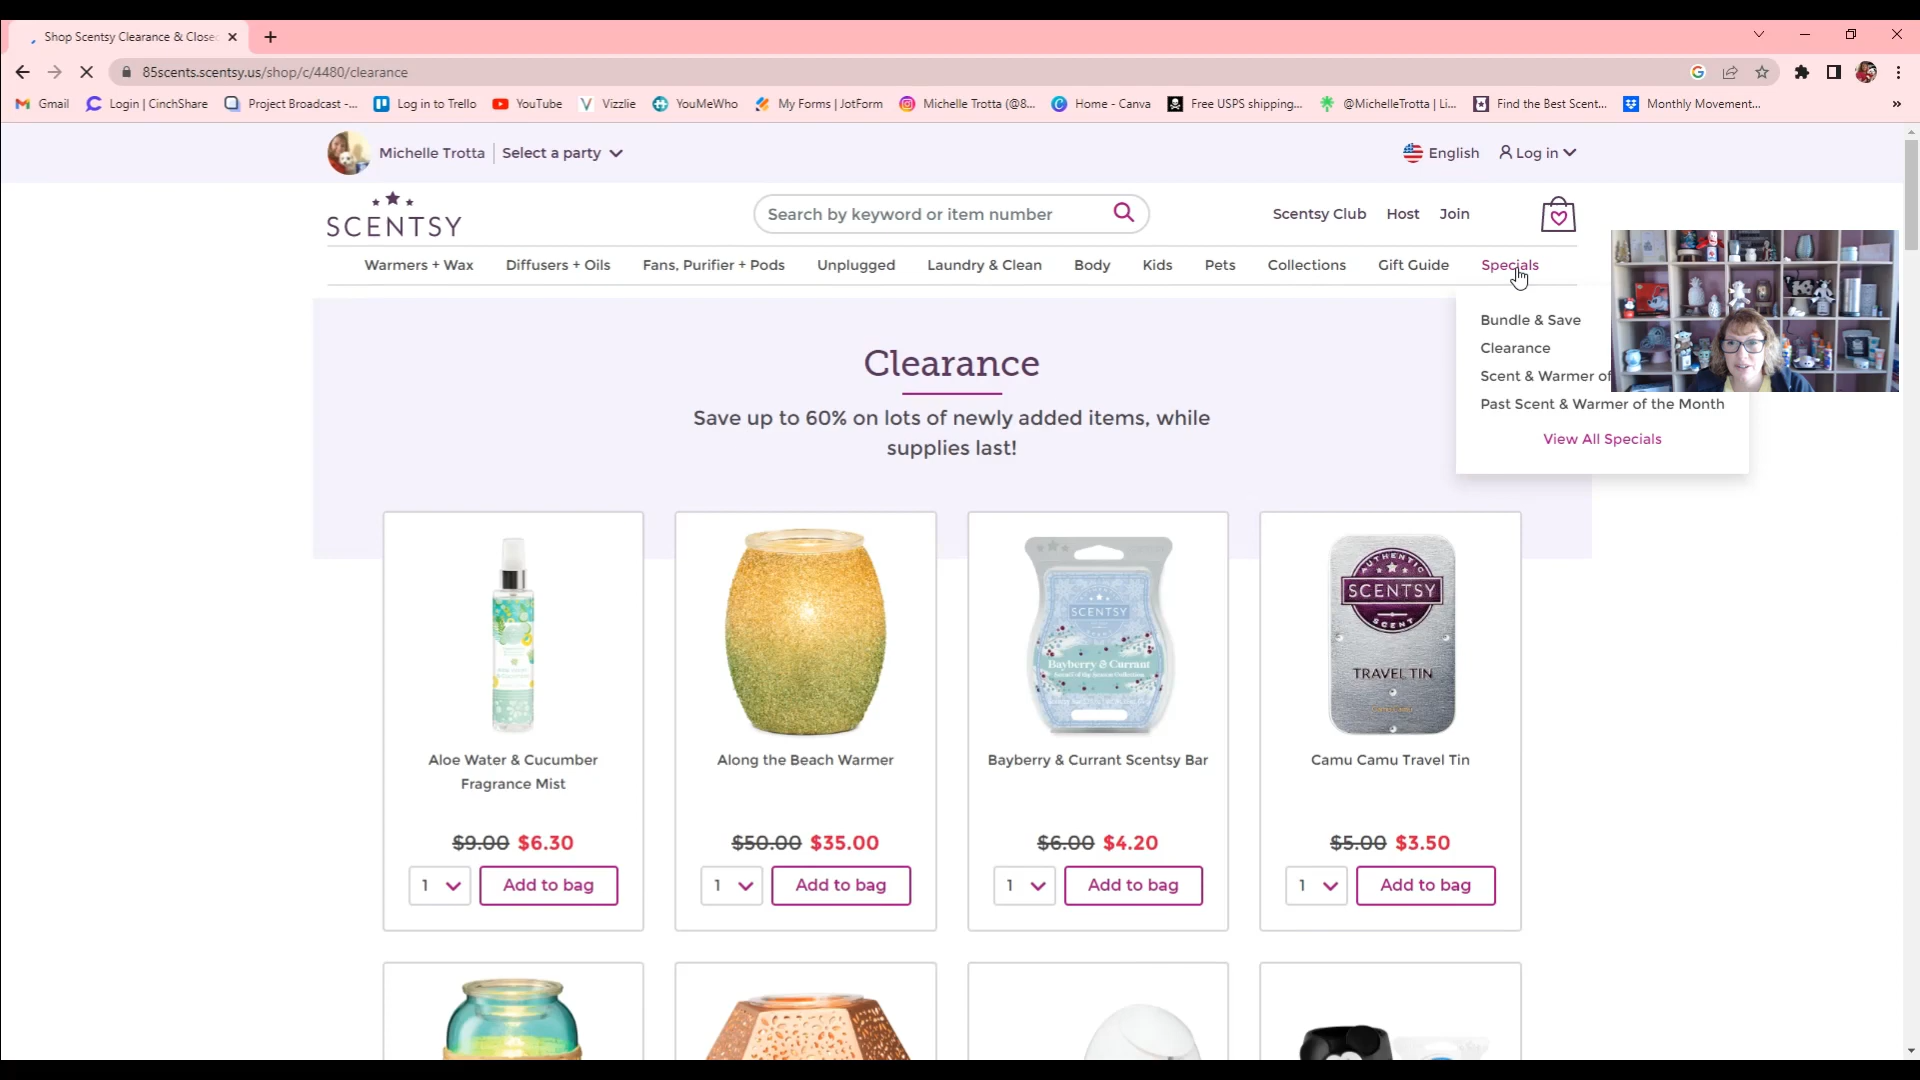 Shop Scentsy Clearance & Close
85scents.scentsy.us/shop/c/4480/clearance
Gmail
Login | CinchShare
Project Broadcast -...
Log in to Trello
YouTube
Vizzlie
YouMeWho
My Forms | JotForm
Michelle Trotta (@8...
Home - Canva
Free USPS shipping...
@MichelleTrotta | Li...
Find the Best Scent...
Monthly Movement...
Michelle Trotta
Select a party
English
Log in
SCENTSY
Search by keyword or item number
Scentsy Club
Host
Join
Warmers + Wax
Diffusers + Oils
Fans, Purifier + Pods
Unplugged
Laundry & Clean
Body
Kids
Pets
Collections
Gift Guide
Specials
Bundle & Save
Clearance
Scent & Warmer of
Past Scent & Warmer of the Month
View All Specials
Clearance
Save up to 60% on lots of newly added items, while
supplies last!
SCENTSY
Bayberry & Currant
AUTHENTIC
SCENTSY
SCENT
TRAVEL TIN
Aloe Water & Cucumber
Fragrance Mist
Along the Beach Warmer
Bayberry & Currant Scentsy Bar
Camu Camu Travel Tin
$9.00 $6.30
$50.00 $35.00
$6.00 $4.20
$5.00 $3.50
1
Add to bag
1
Add to bag
1
Add to bag
1
Add to bag